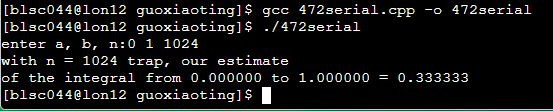 [blsc044@lon12 guoxiaoting]$ gcc 472serial.cpp -o 472serial
[blsc044@lon12 guoxiaoting]$ ./472serial
enter a, b, n:0 1 1024
with n = 1024 trap, our estimate
of the integral from 0.000000 to 1.000000 = 0.333333
[blsc044@lon12 guoxiaoting]$